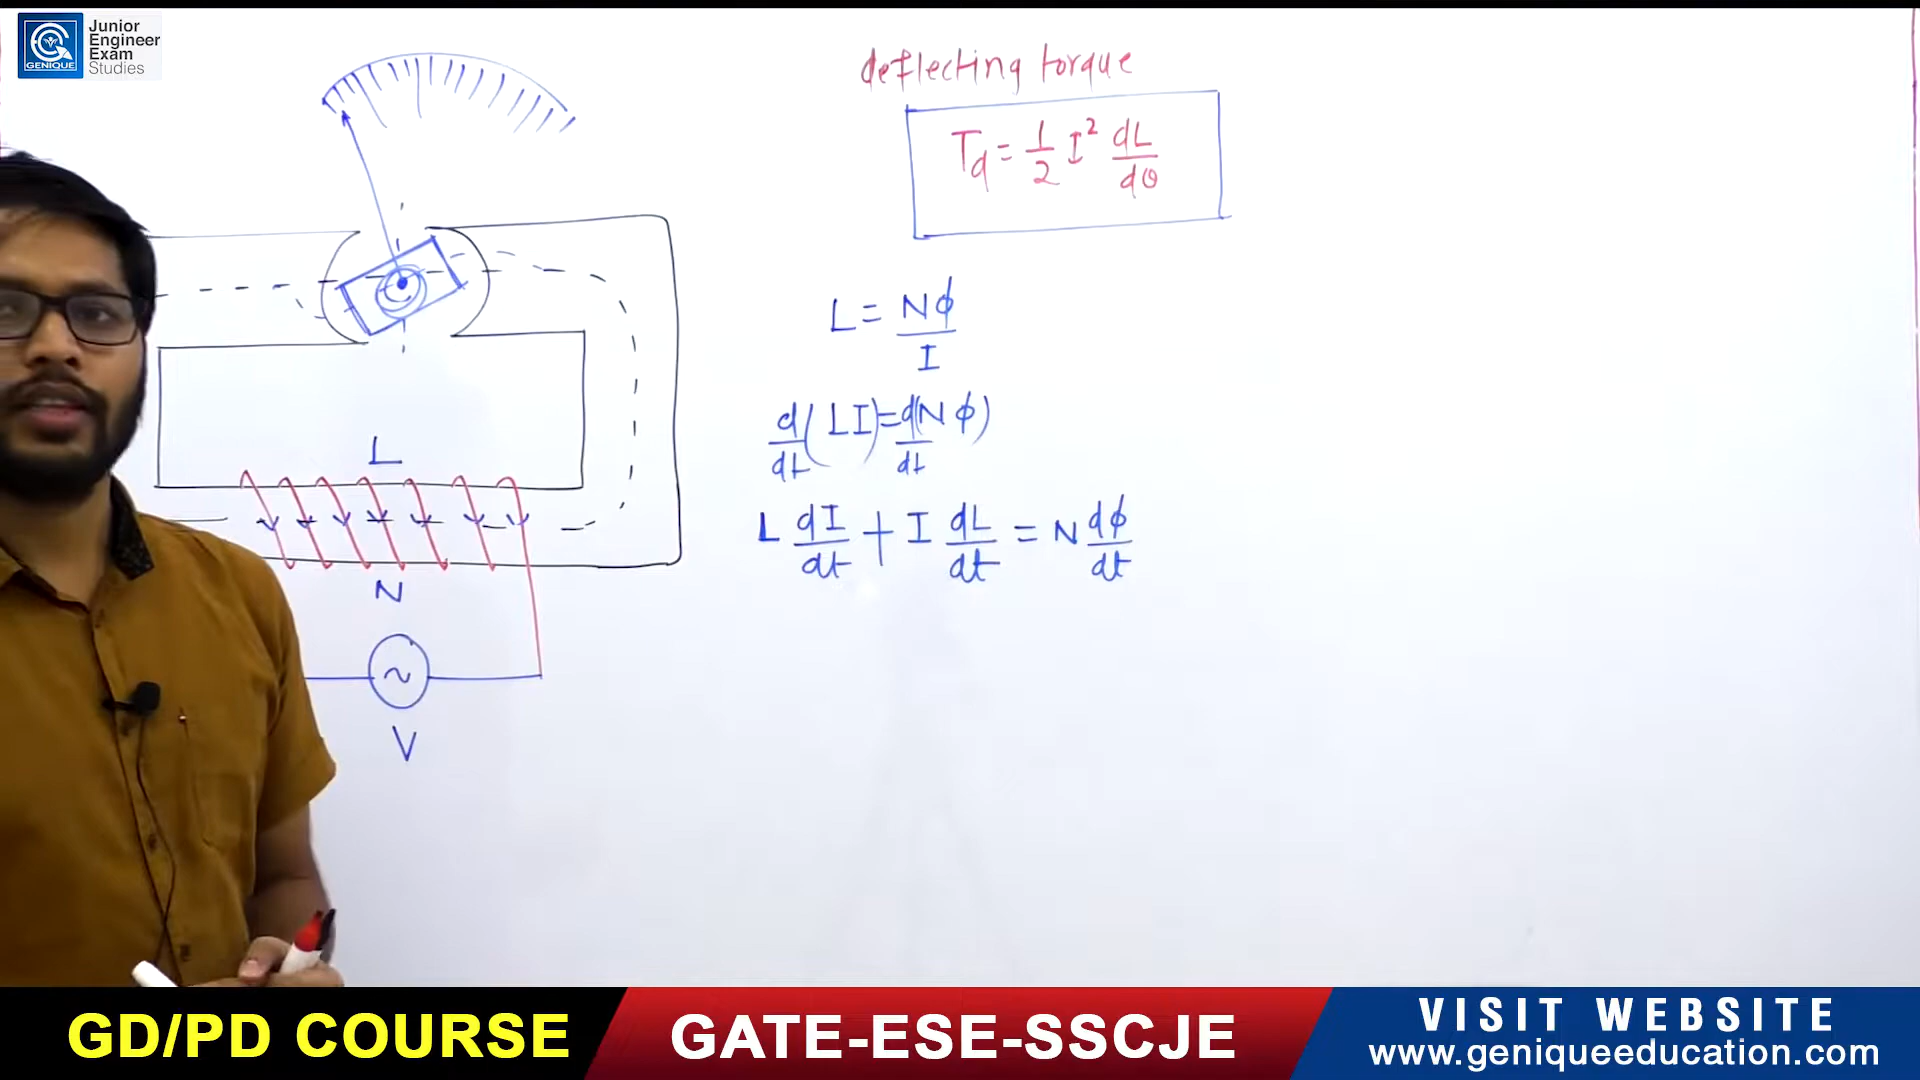 Junior
Engineer
Exam
Studies
GENIQUE
deflecting torque
T_d = 1/2 I² dL/dθ
L = Nϕ/I
d/dt (LI) = d/dt (Nϕ)
L dI/dt + I dL/dt = N dϕ/dt
L
N
~
V
GD/PD COURSE
GATE-ESE-SSCJE
VISIT WEBSITE
www.geniqueeducation.com